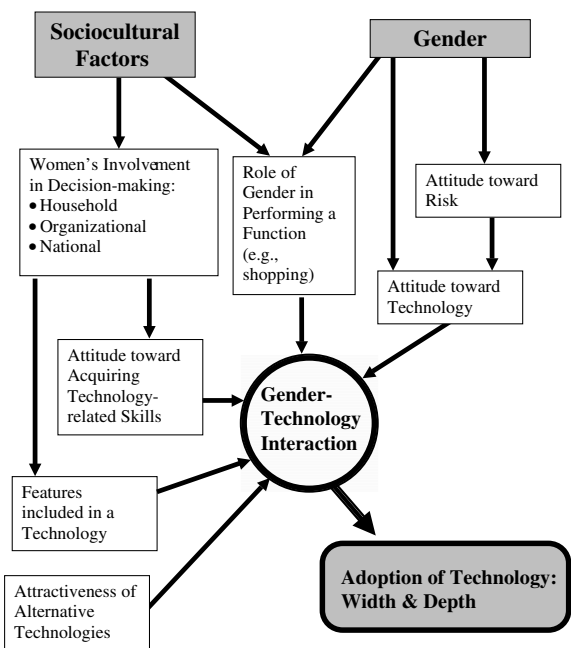 Sociocultural
Factors
Gender
Women's Involvement
in Decision-making:
• Household
• Organizational
• National
Role of
Gender in
Performing a
Function
(e.g.,
shopping)
Attitude toward
Risk
Attitude toward
Technology
Attitude toward
Acquiring
Technology-
related Skills
Gender-
Technology
Interaction
Features
included in a
Technology
Adoption of Technology:
Width & Depth
Attractiveness of
Alternative
Technologies